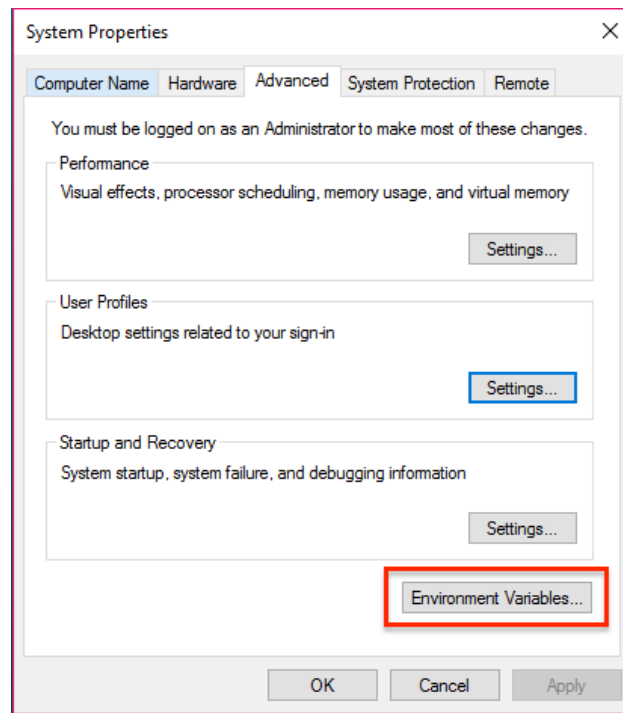 System Properties
Computer Name Hardware Advanced System Protection Remote
You must be logged on as an Administrator to make most of these changes.
Performance
Visual effects, processor scheduling, memory usage, and virtual memory
Settings...
User Profiles
Desktop settings related to your sign-in
Settings...
Startup and Recovery
System startup, system failure, and debugging information
Settings...
Environment Variables...
OK Cancel Apply